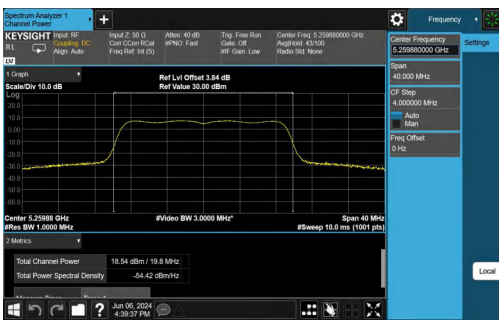 Spectrum Analyzer 1
Channel Power
Frequency
KEYSIGHT
Input: RF
Coupling: DC
Align: Auto
Input Z: 50 Ω
Corr CCorr RCal
Freq Ref: Int (S)
Atten: 40 dB
#PNO: Fast
Trig: Free Run
Gate: Off
#IF Gain: Low
Center Freq: 5.259880000 GHz
Avg|Hold: 43/100
Radio Std: None
R L
Center Frequency
5.259880000 GHz
Settings
Span
40.000 MHz
CF Step
4.000000 MHz
Auto
Man
Freq Offset
0 Hz
Local
1 Graph
Scale/Div 10.0 dB
Ref Lvl Offset 3.84 dB
Ref Value 30.00 dBm
Log
20.0
10.0
0.00
-10.0
-20.0
-30.0
-40.0
-50.0
-60.0
Center 5.25988 GHz
#Video BW 3.0000 MHz*
Span 40 MHz
#Res BW 1.0000 MHz
#Sweep 10.0 ms (1001 pts)
2 Metrics
Total Channel Power
18.54 dBm / 19.8 MHz
Total Power Spectral Density
-54.42 dBm/Hz
?
Jun 06, 2024
4:39:37 PM